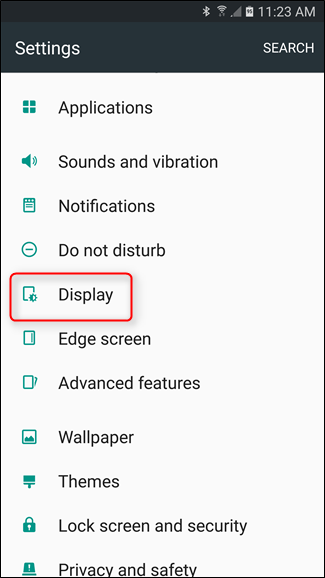 11:23 AM
Settings SEARCH
Applications
Sounds and vibration
Notifications
Do not disturb
Display
Edge screen
Advanced features
Wallpaper
Themes
Lock screen and security
Privacy and safety